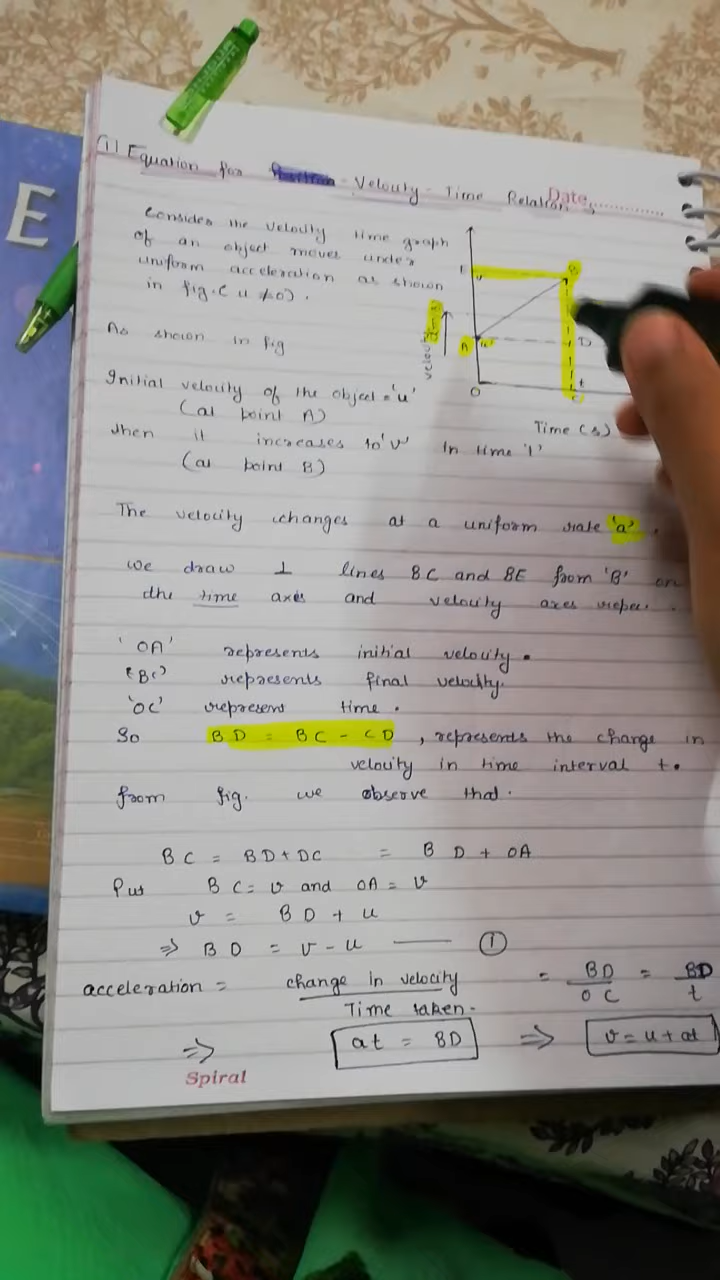 E
(1) Equation for Velocity - Time Relation
Date
Consider the velocity time graph
of an object moves under
uniform acceleration as shown
in fig. (u ≠ 0).
As shown in fig
Initial velocity of the object = 'u'
(at point A)
then it increases to 'v' in time 't'
(at point B)
E
v
B
A
u
D
O
t
C
Time (s)
The velocity changes at a uniform rate 'a'.
we draw ⊥ lines BC and BE from 'B' on
the time axis and velocity axes
'OA' represents initial velocity.
'BC' represents final velocity.
'OC' represent time.
So BD = BC - CD, represents the change in
velocity in time interval t.
from fig. we observe that.
BC = BD + DC = BD + OA
Put BC = v and OA = v
v = BD + u
⇒ BD = v - u —— (1)
acceleration = change in velocity = BD = BD
Time taken. OC t
⇒ at = BD ⇒ v = u + at
Spiral